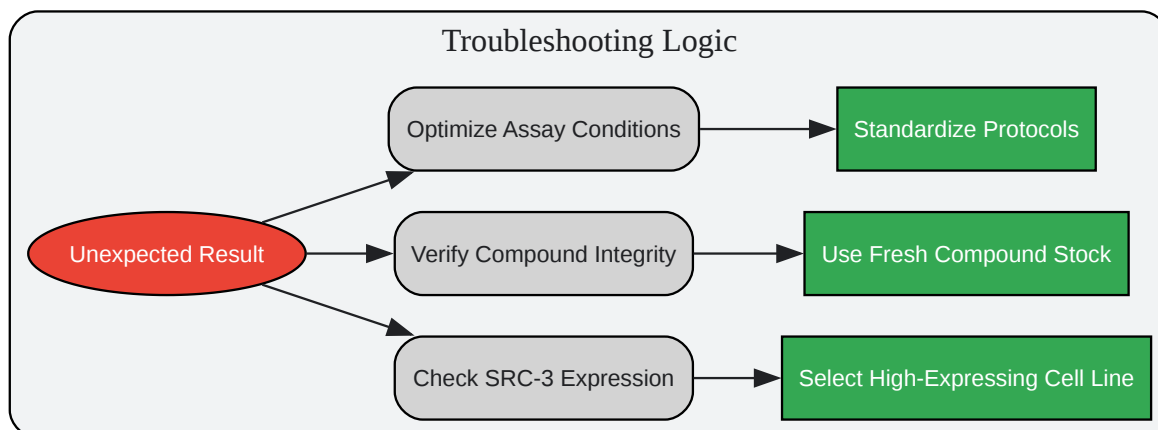 Troubleshooting Logic
Optimize Assay Conditions
Standardize Protocols
Unexpected Result
Verify Compound Integrity
Use Fresh Compound Stock
Check SRC-3 Expression
Select High-Expressing Cell Line